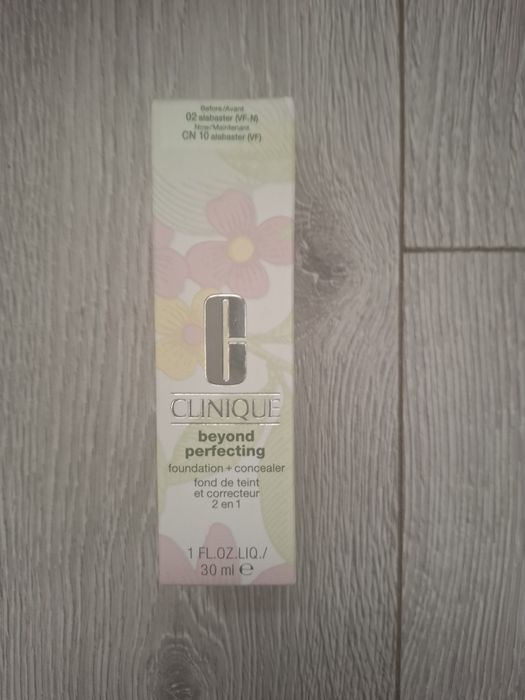 Before/Avant
02 alabaster (VF-N)
Now/Maintenant
CN 10 alabaster (VF)
C
CLINIQUE
beyond
perfecting
foundation + concealer
fond de teint
et correcteur
2 en 1
1 FL.OZ.LIQ./
30 ml ℮